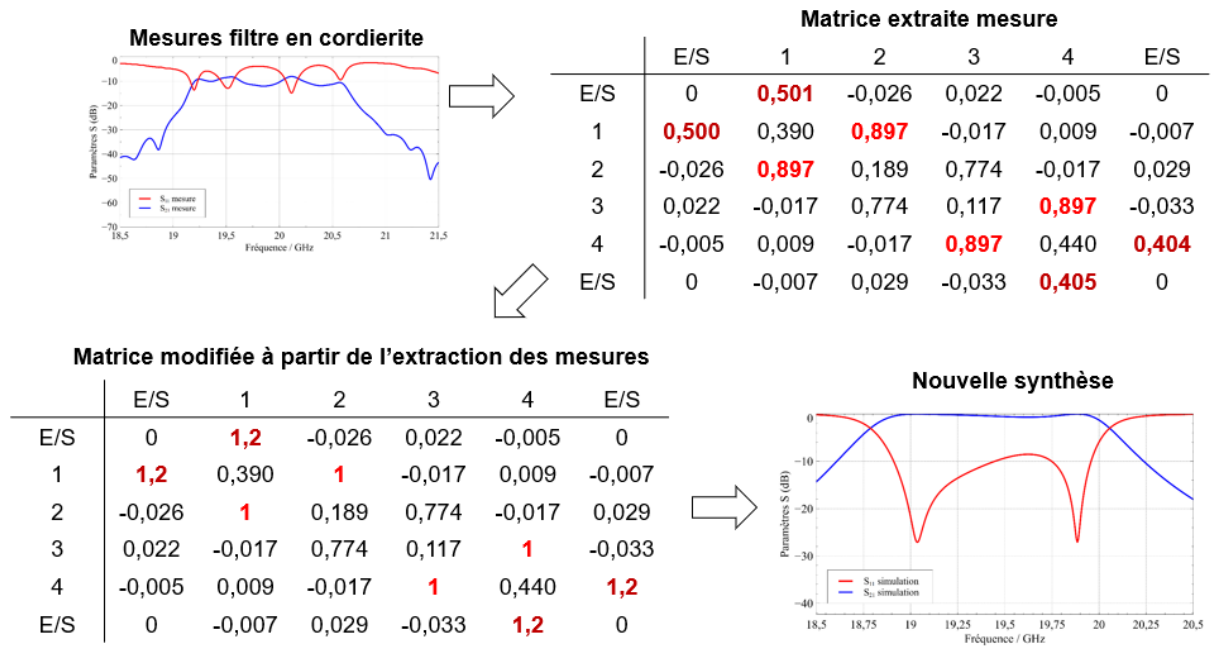 Mesures filtre en cordierite
0
−10
−20
−30
−40
−50
−60
−70
Paramètres S (dB)
18,5 19 19,5 20 20,5 21 21,5
Fréquence / GHz
S₁₁ mesure
S₂₁ mesure
Matrice extraite mesure
E/S 1 2 3 4 E/S
E/S 0 0,501 -0,026 0,022 -0,005 0
1 0,500 0,390 0,897 -0,017 0,009 -0,007
2 -0,026 0,897 0,189 0,774 -0,017 0,029
3 0,022 -0,017 0,774 0,117 0,897 -0,033
4 -0,005 0,009 -0,017 0,897 0,440 0,404
E/S 0 -0,007 0,029 -0,033 0,405 0
Matrice modifiée à partir de l’extraction des mesures
E/S 1 2 3 4 E/S
E/S 0 1,2 -0,026 0,022 -0,005 0
1 1,2 0,390 1 -0,017 0,009 -0,007
2 -0,026 1 0,189 0,774 -0,017 0,029
3 0,022 -0,017 0,774 0,117 1 -0,033
4 -0,005 0,009 -0,017 1 0,440 1,2
E/S 0 -0,007 0,029 -0,033 1,2 0
Nouvelle synthèse
0
−10
−20
−30
−40
Paramètres S (dB)
18,5 18,75 19 19,25 19,5 19,75 20 20,25 20,5
Fréquence / GHz
S₁₁ simulation
S₂₁ simulation